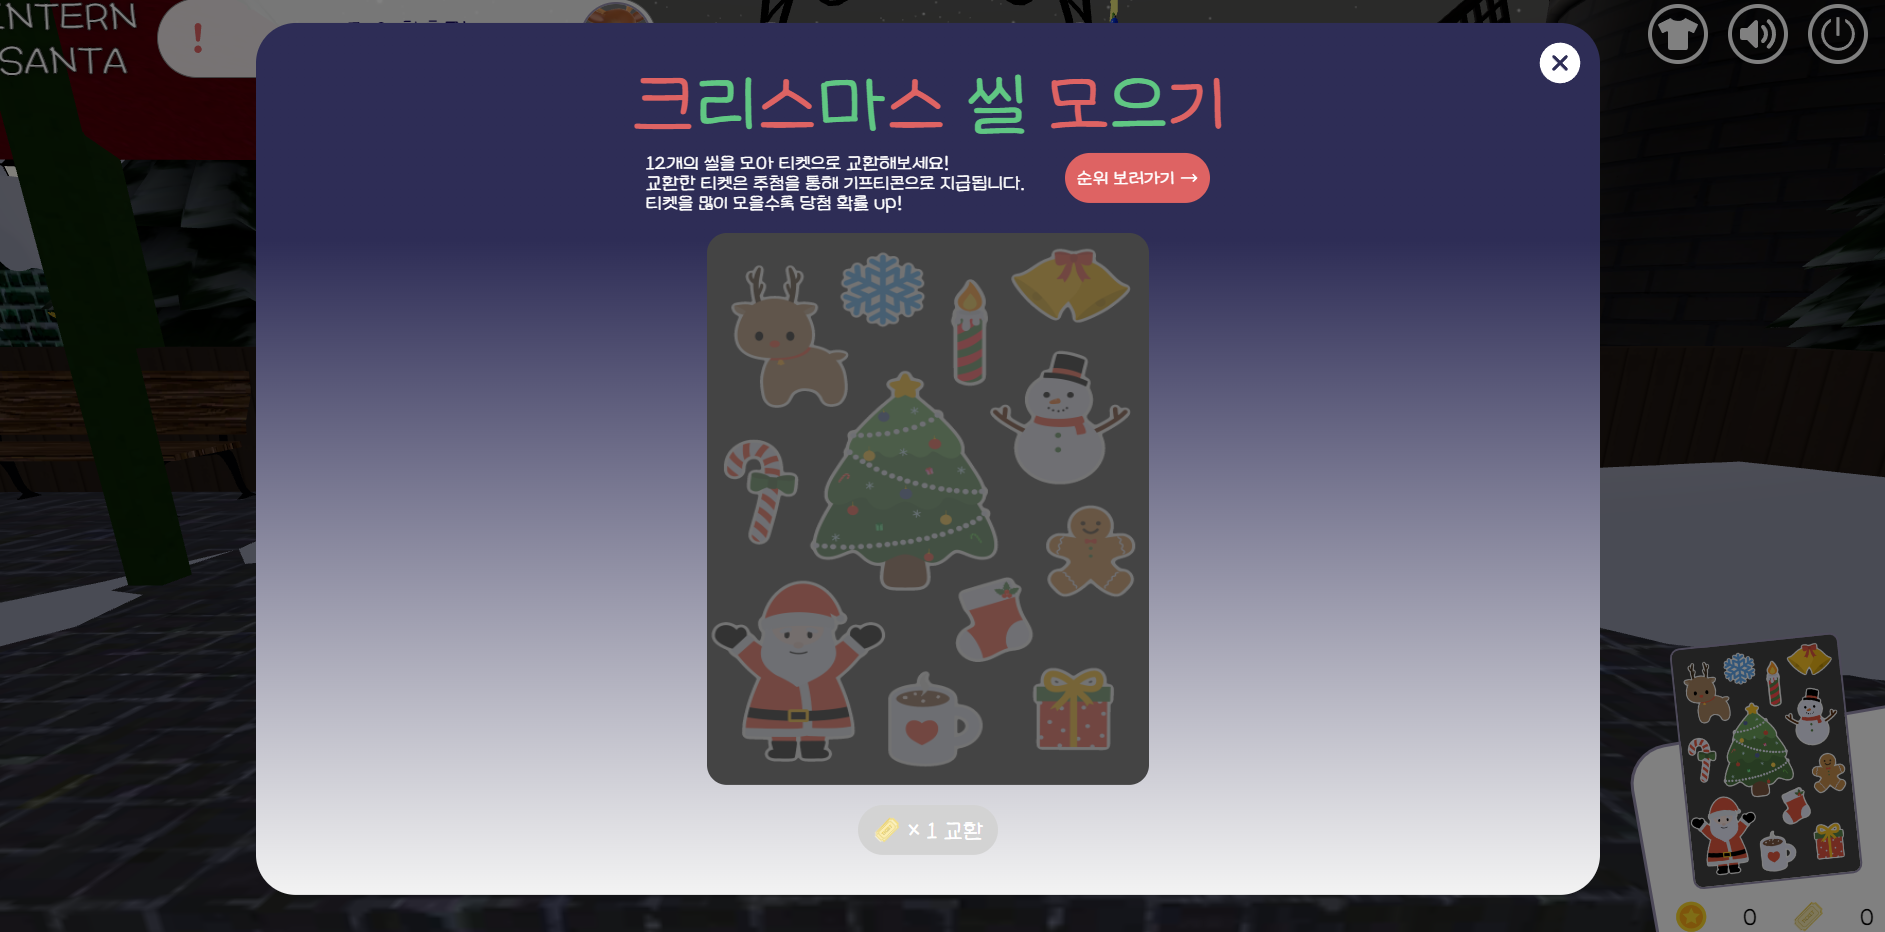 SANTA
!
크리스마스 씰 모으기
12개의 씰을 모아 티켓으로 교환해보세요!
교환한 티켓은 추첨을 통해 기프티콘으로 지급됩니다.
티켓을 많이 모을수록 당첨 확률 up!
순위 보러가기 →
× 1 교환
0
0